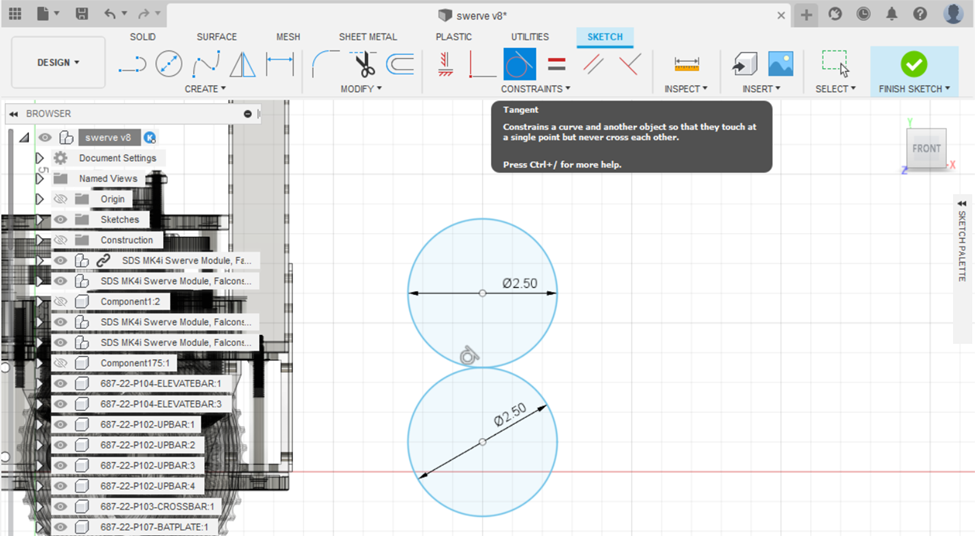 swerve v8*
SOLID SURFACE MESH SHEET METAL PLASTIC UTILITIES SKETCH
DESIGN
CREATE MODIFY CONSTRAINTS INSPECT INSERT SELECT FINISH SKETCH
BROWSER
swerve v8
Document Settings
Named Views
Origin
Sketches
Construction
SDS MK4i Swerve Module, Fa...
SDS MK4i Swerve Module, Falcons...
Component1:2
SDS MK4i Swerve Module, Falcons...
SDS MK4i Swerve Module, Falcons...
Component175:1
687-22-P104-ELEVATEBAR:1
687-22-P104-ELEVATEBAR:3
687-22-P102-UPBAR:1
687-22-P102-UPBAR:2
687-22-P102-UPBAR:3
687-22-P102-UPBAR:4
687-22-P103-CROSSBAR:1
687-22-P107-BATPLATE:1
5
Tangent
Constrains a curve and another object so that they touch at
a single point but never cross each other.
Press Ctrl+/ for more help.
Ø2.50
Ø2.50
Y
FRONT
Z
-X
SKETCH PALETTE